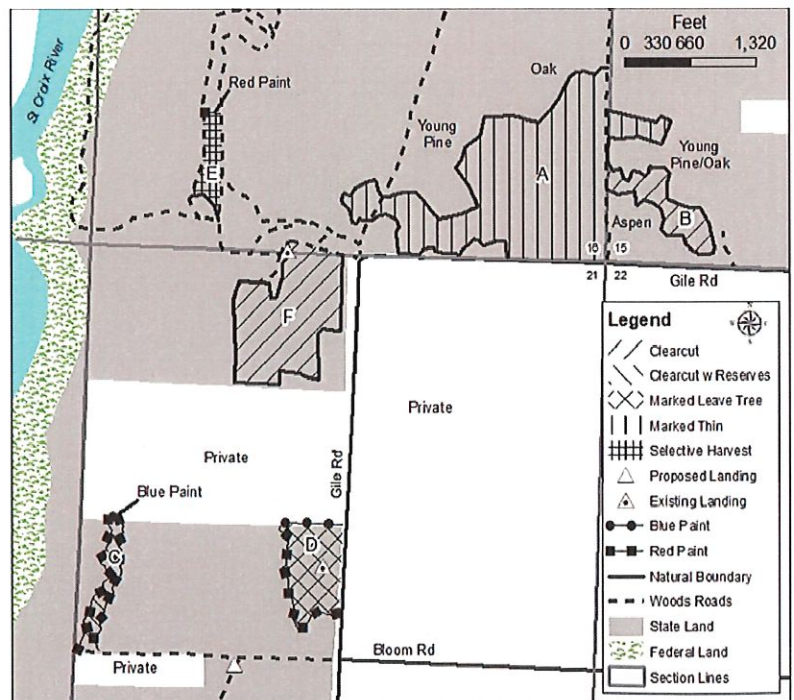 Feet
0 330 660 1,320
St Croix River
Oak
Red Paint
Young
Pine
Young
Pine/Oak
E
A
B
Aspen
16 15
21 22
Gile Rd
F
Private
Private
Gile Rd
Blue Paint
C
D
Bloom Rd
Private
Legend
N
Clearcut
Clearcut w Reserves
Marked Leave Tree
Marked Thin
Selective Harvest
Proposed Landing
Existing Landing
Blue Paint
Red Paint
Natural Boundary
Woods Roads
State Land
Federal Land
Section Lines